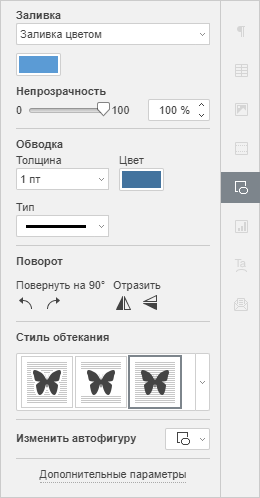 Заливка
Заливка цветом
Непрозрачность
0 100 100 %
Обводка
Толщина Цвет
1 пт
Тип
Поворот
Повернуть на 90° Отразить
Стиль обтекания
Изменить автофигуру
Дополнительные параметры